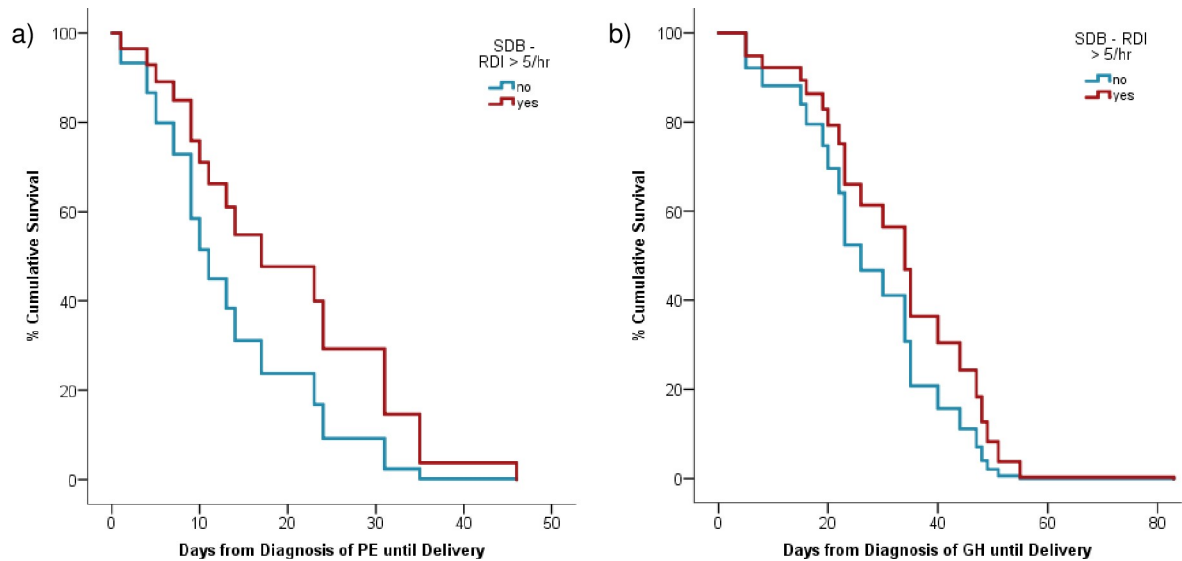 a)
SDB -
RDI > 5/hr
no
yes
100
80
60
40
20
0
% Cumulative Survival
0 10 20 30 40 50
Days from Diagnosis of PE until Delivery
b)
SDB - RDI
> 5/hr
no
yes
100
80
60
40
20
0
% Cumulative Survival
0 20 40 60 80
Days from Diagnosis of GH until Delivery